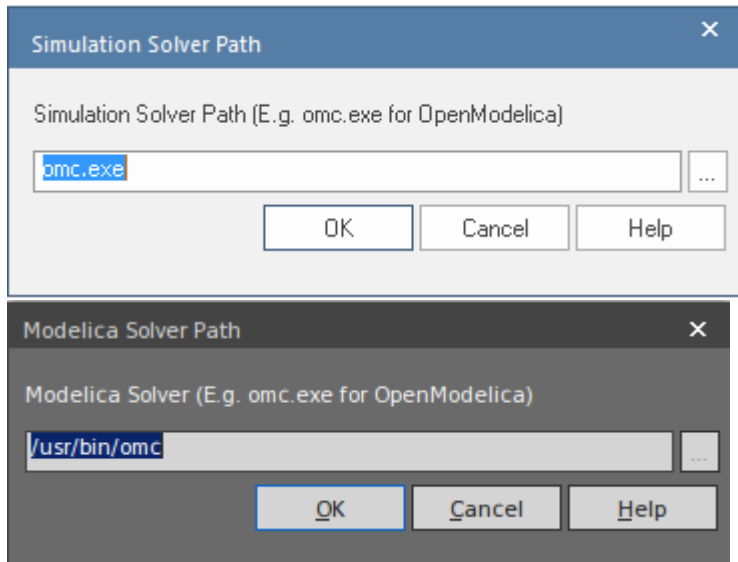 Simulation Solver Path
Simulation Solver Path (E.g. omc.exe for OpenModelica)
omc.exe
...
OK Cancel Help
Modelica Solver Path
Modelica Solver (E.g. omc.exe for OpenModelica)
/usr/bin/omc
...
OK Cancel Help